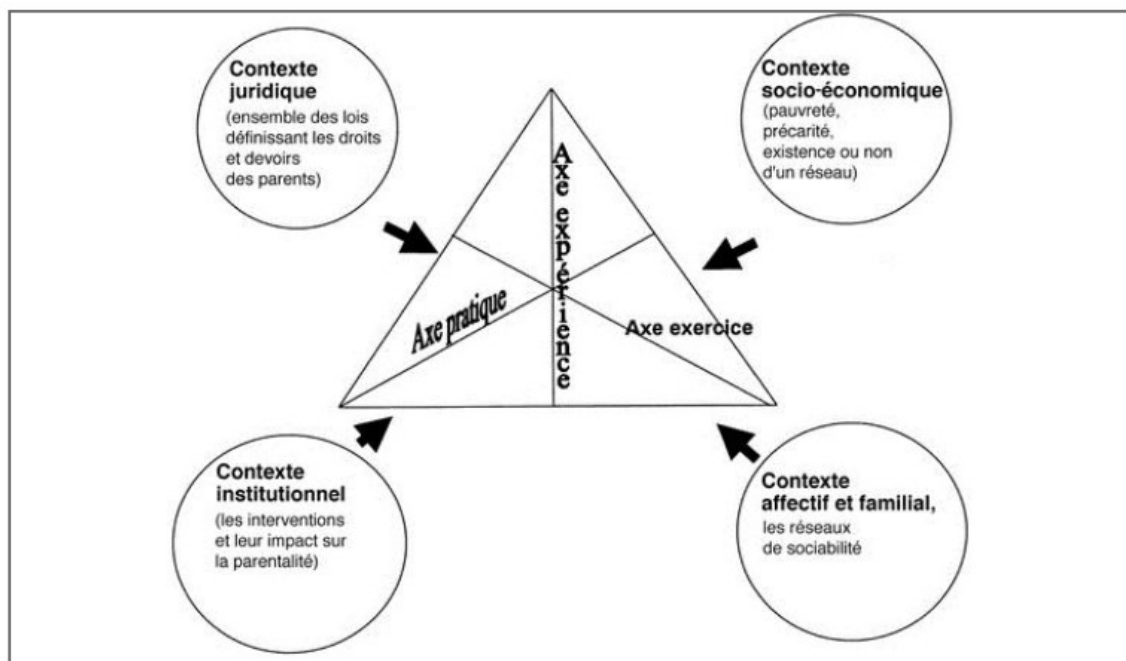 Contexte
juridique
(ensemble des lois
définissant les droits
et devoirs
des parents)
Contexte
socio-économique
(pauvreté,
précarité,
existence ou non
d'un réseau)
Axe expérience
Axe pratique
Axe exercice
Contexte
institutionnel
(les interventions
et leur impact sur
la parentalité)
Contexte
affectif et familial,
les réseaux
de sociabilité